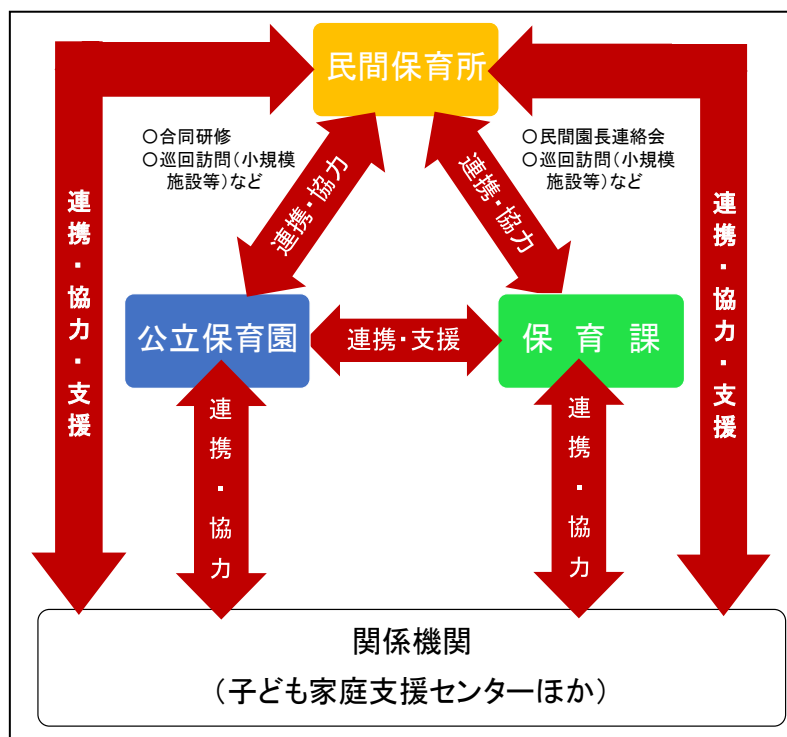 民間保育所
〇合同研修
〇巡回訪問(小規模
施設等)など
〇民間園長連絡会
〇巡回訪問(小規模
施設等)など
連携・協力
連携・協力
連携・協力・支援
連携・協力・支援
公立保育園
連携・支援
保育課
連携・協力
連携・協力
関係機関
(子ども家庭支援センターほか)